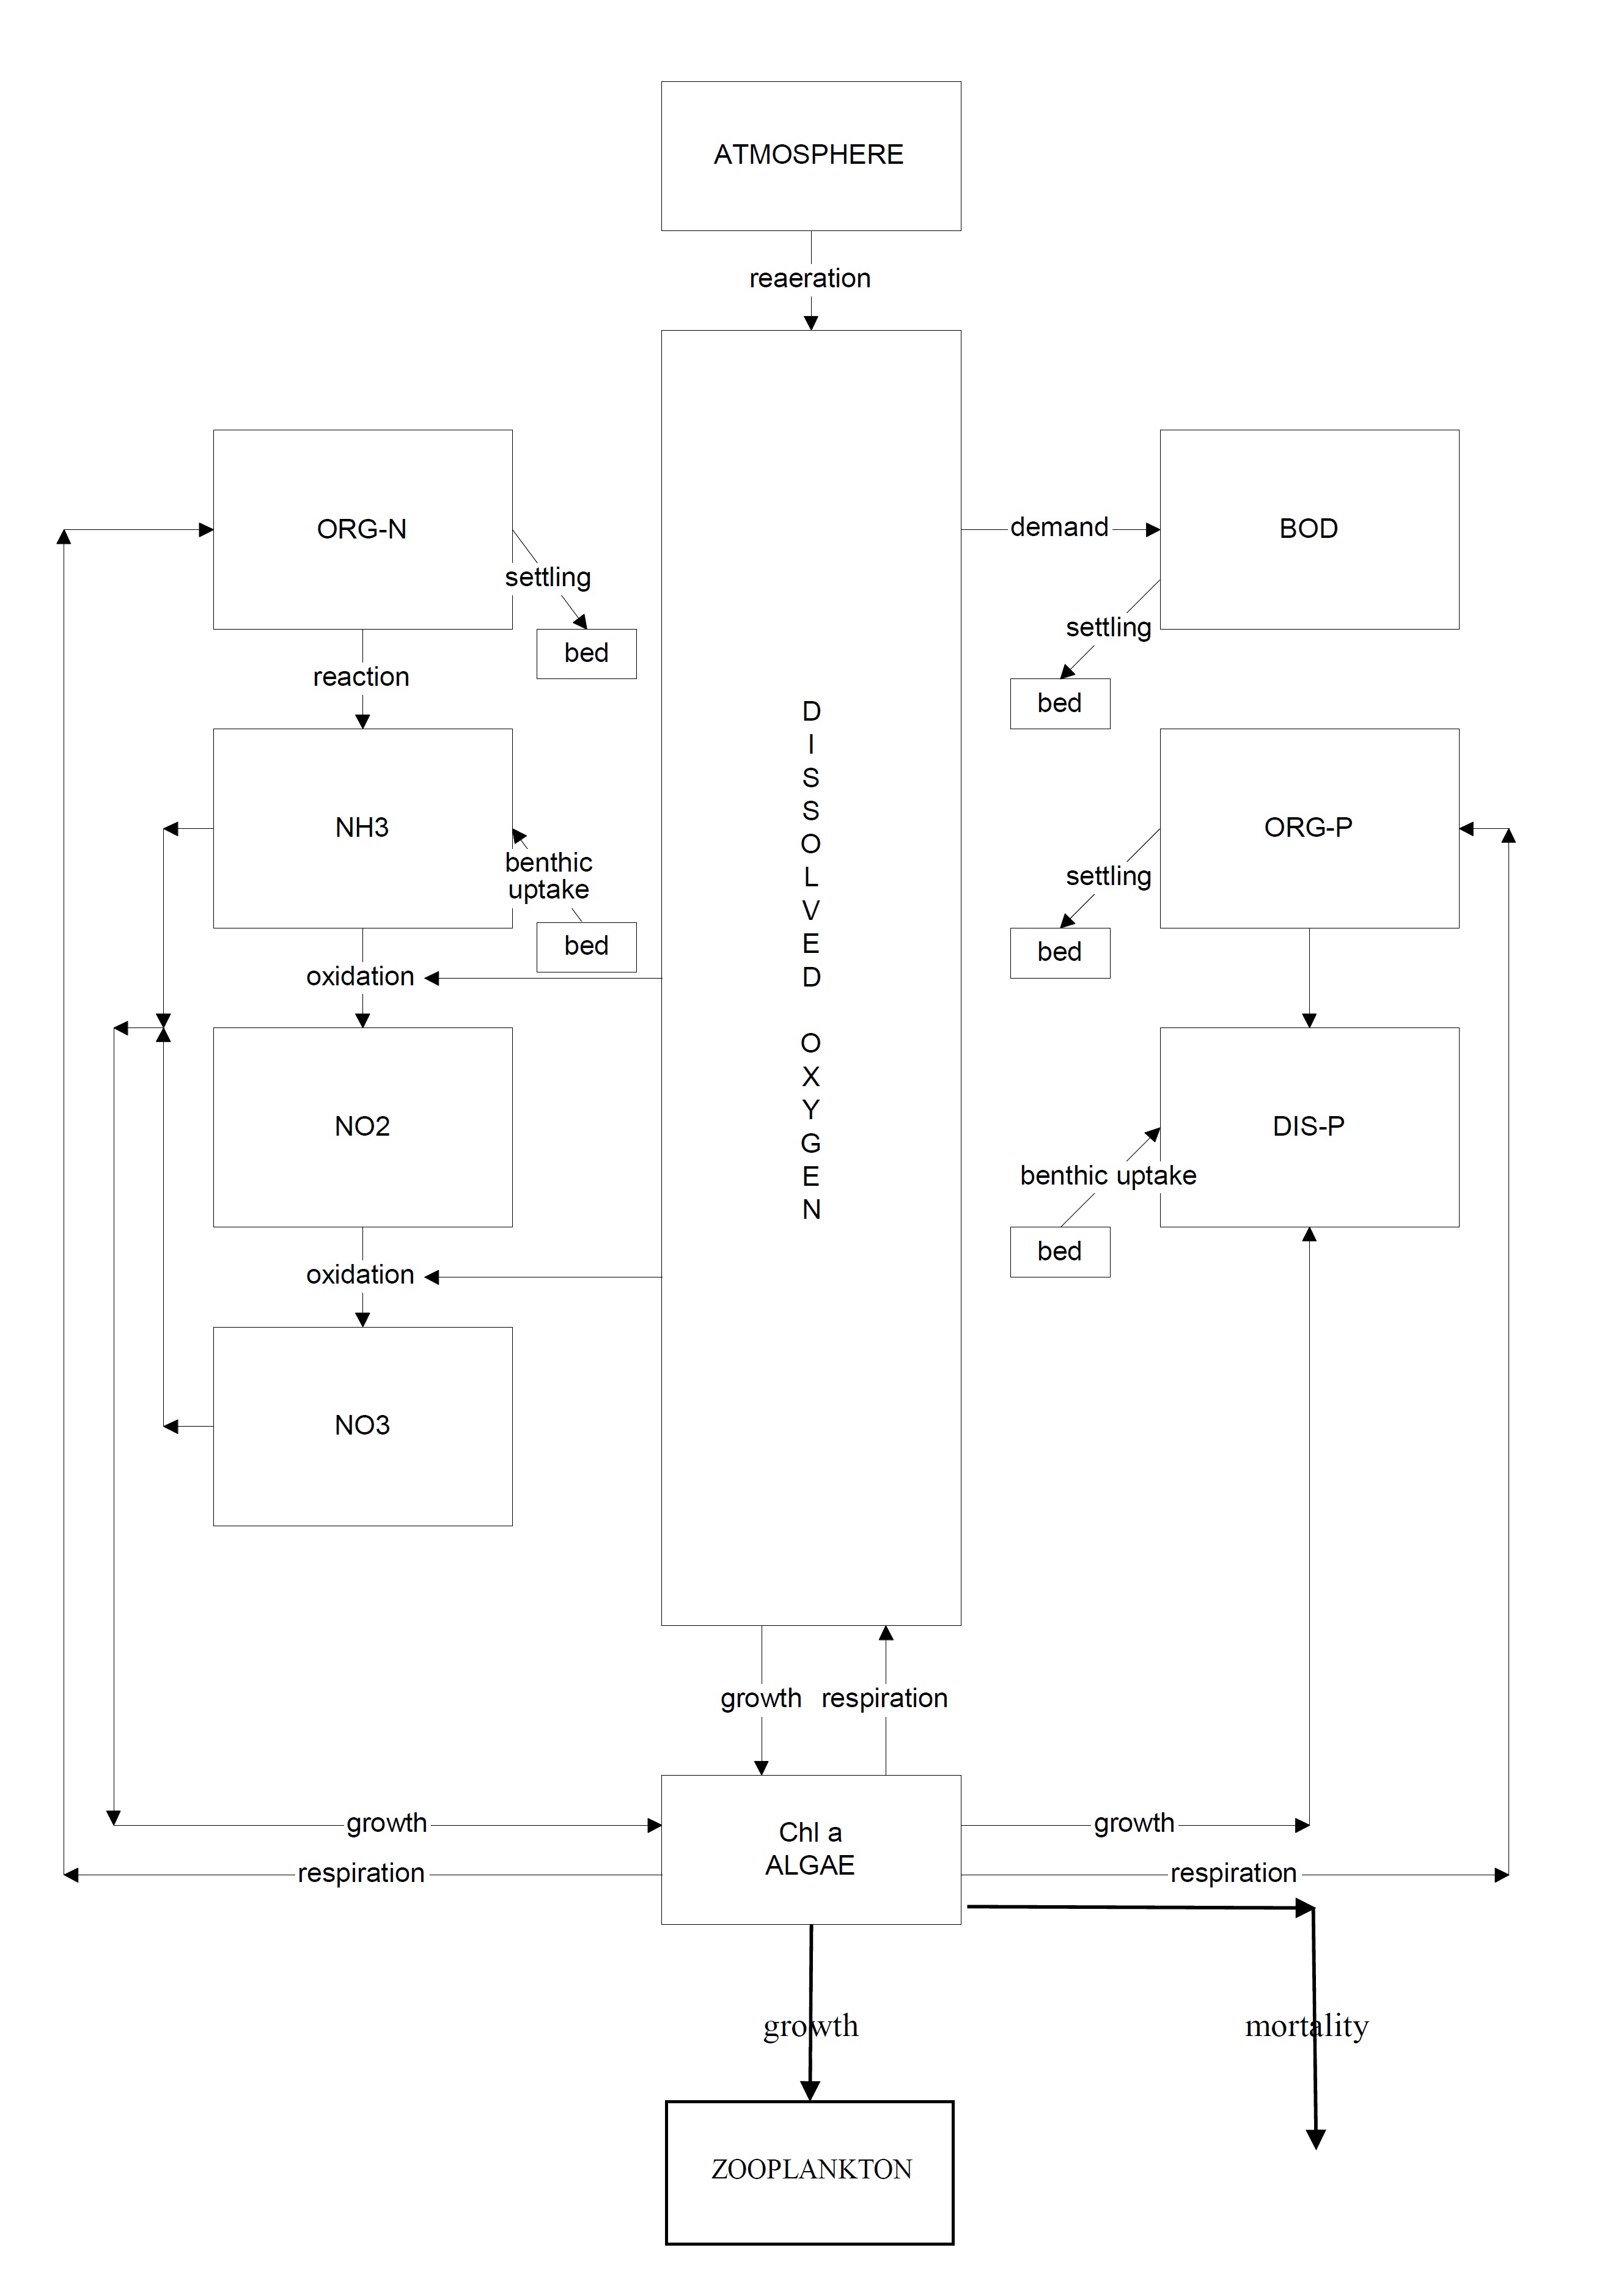 ATMOSPHERE
reaeration
ORG-N
demand
BOD
settling
settling
bed
reaction
bed
D
I
S
S
O
L
V
E
D
O
X
Y
G
E
N
NH3
benthic
uptake
ORG-P
settling
bed
bed
oxidation
NO2
DIS-P
benthic uptake
bed
oxidation
NO3
growth
respiration
growth
Chl a
ALGAE
growth
respiration
respiration
growth
mortality
ZOOPLANKTON